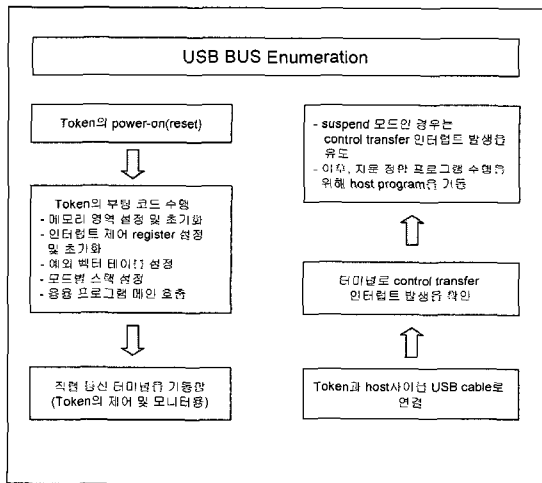 USB BUS Enumeration
Token의 power-on(reset)
Token의 부팅 코드 수행
- 메모리 영역 설정 및 초기화
- 인터럽트 제어 register 설정
및 초기화
- 예외 벡터 테이블 설정
- 모드별 스택 설정
- 응용 프로그램 메인 호출
직렬 통신 터미널을 기동함
(Token의 제어 및 모니터용)
Token과 host사이를 USB cable로
연결
터미널로 control transfer
인터럽트 발생을 확인
- suspend 모드인 경우는
control transfer 인터럽트 발생을
유도
- 이후, 지문 정합 프로그램 수행을
위해 host program을 기동